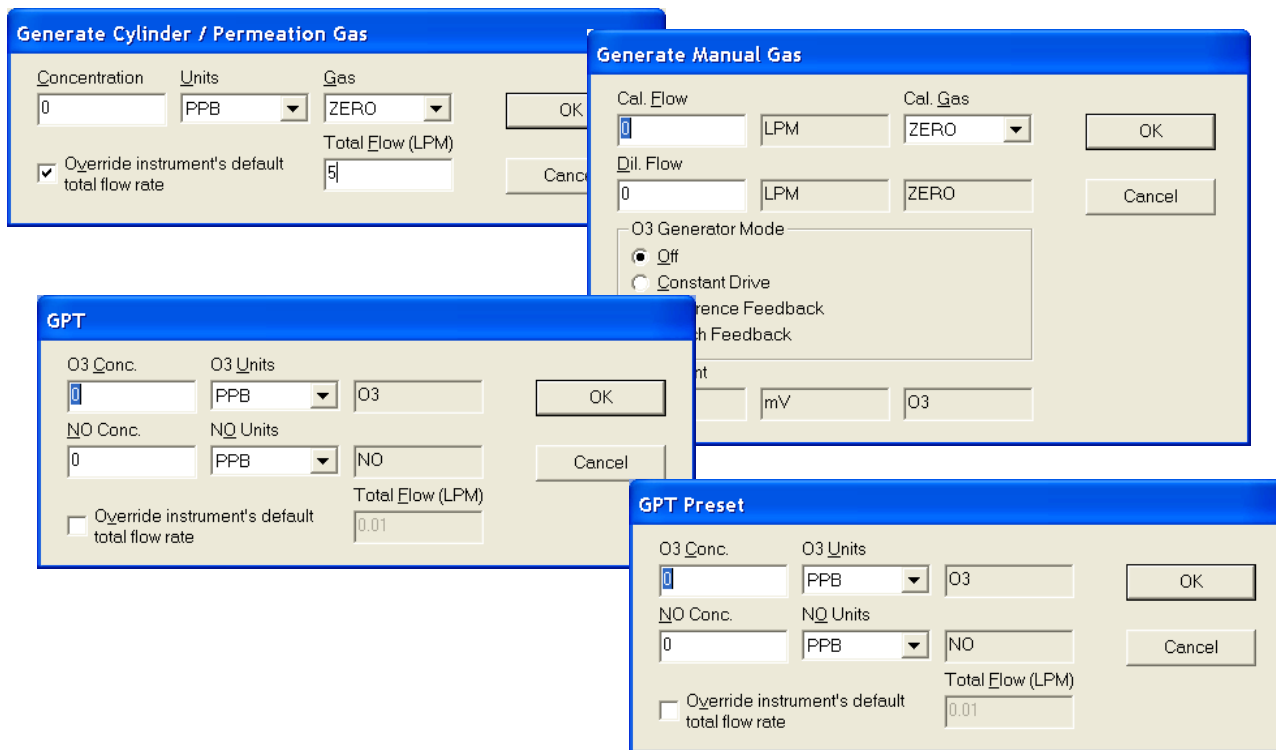 Generate Cylinder / Permeation Gas
Concentration Units Gas
0 PPB ZERO OK
Total Flow (LPM)
Override instrument's default
total flow rate
5 Cance
Generate Manual Gas
Cal. Flow Cal. Gas
0 LPM ZERO OK
Dil. Flow
0 LPM ZERO Cancel
O3 Generator Mode
Off
Constant Drive
rence Feedback
h Feedback
nt
mV O3
GPT
O3 Conc. O3 Units
0 PPB O3 OK
NO Conc. NO Units
0 PPB NO Cancel
Total Flow (LPM)
Override instrument's default
total flow rate
0.01
GPT Preset
O3 Conc. O3 Units
0 PPB O3 OK
NO Conc. NO Units
0 PPB NO Cancel
Total Flow (LPM)
Override instrument's default
total flow rate
0.01